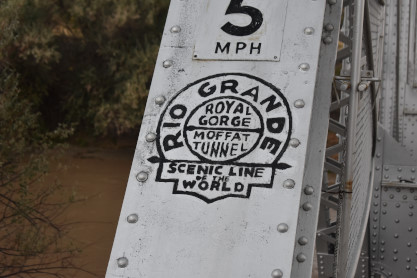 5
MPH
RIO GRANDE
ROYAL
GORGE
MOFFAT
TUNNEL
SCENIC LINE
OF THE
WORLD